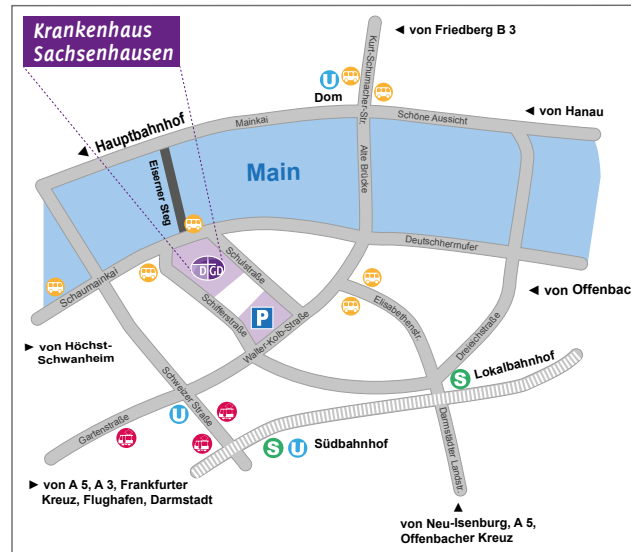 Krankenhaus
Sachsenhausen
◄ von Friedberg B 3
Kurt-Schumacher-Str.
U
Dom
◄ von Hanau
Schöne Aussicht
Mainkai
◄ Hauptbahnhof
Eiserner Steg
Main
Alte Brücke
Deutschherrnufer
Schulstraße
DGD
Schaumainkai
Schifferstraße
P
◄ von Offenbach
Elisabethenstr.
Dreieichstraße
Walter-Kolb-Straße
► von Höchst-
Schwanheim
Schweizer Straße
S
Lokalbahnhof
Gartenstraße
U
S
U
Südbahnhof
Darmstädter Landstr.
► von A 5, A 3, Frankfurter
Kreuz, Flughafen, Darmstadt
▲
von Neu-Isenburg, A 5,
Offenbacher Kreuz